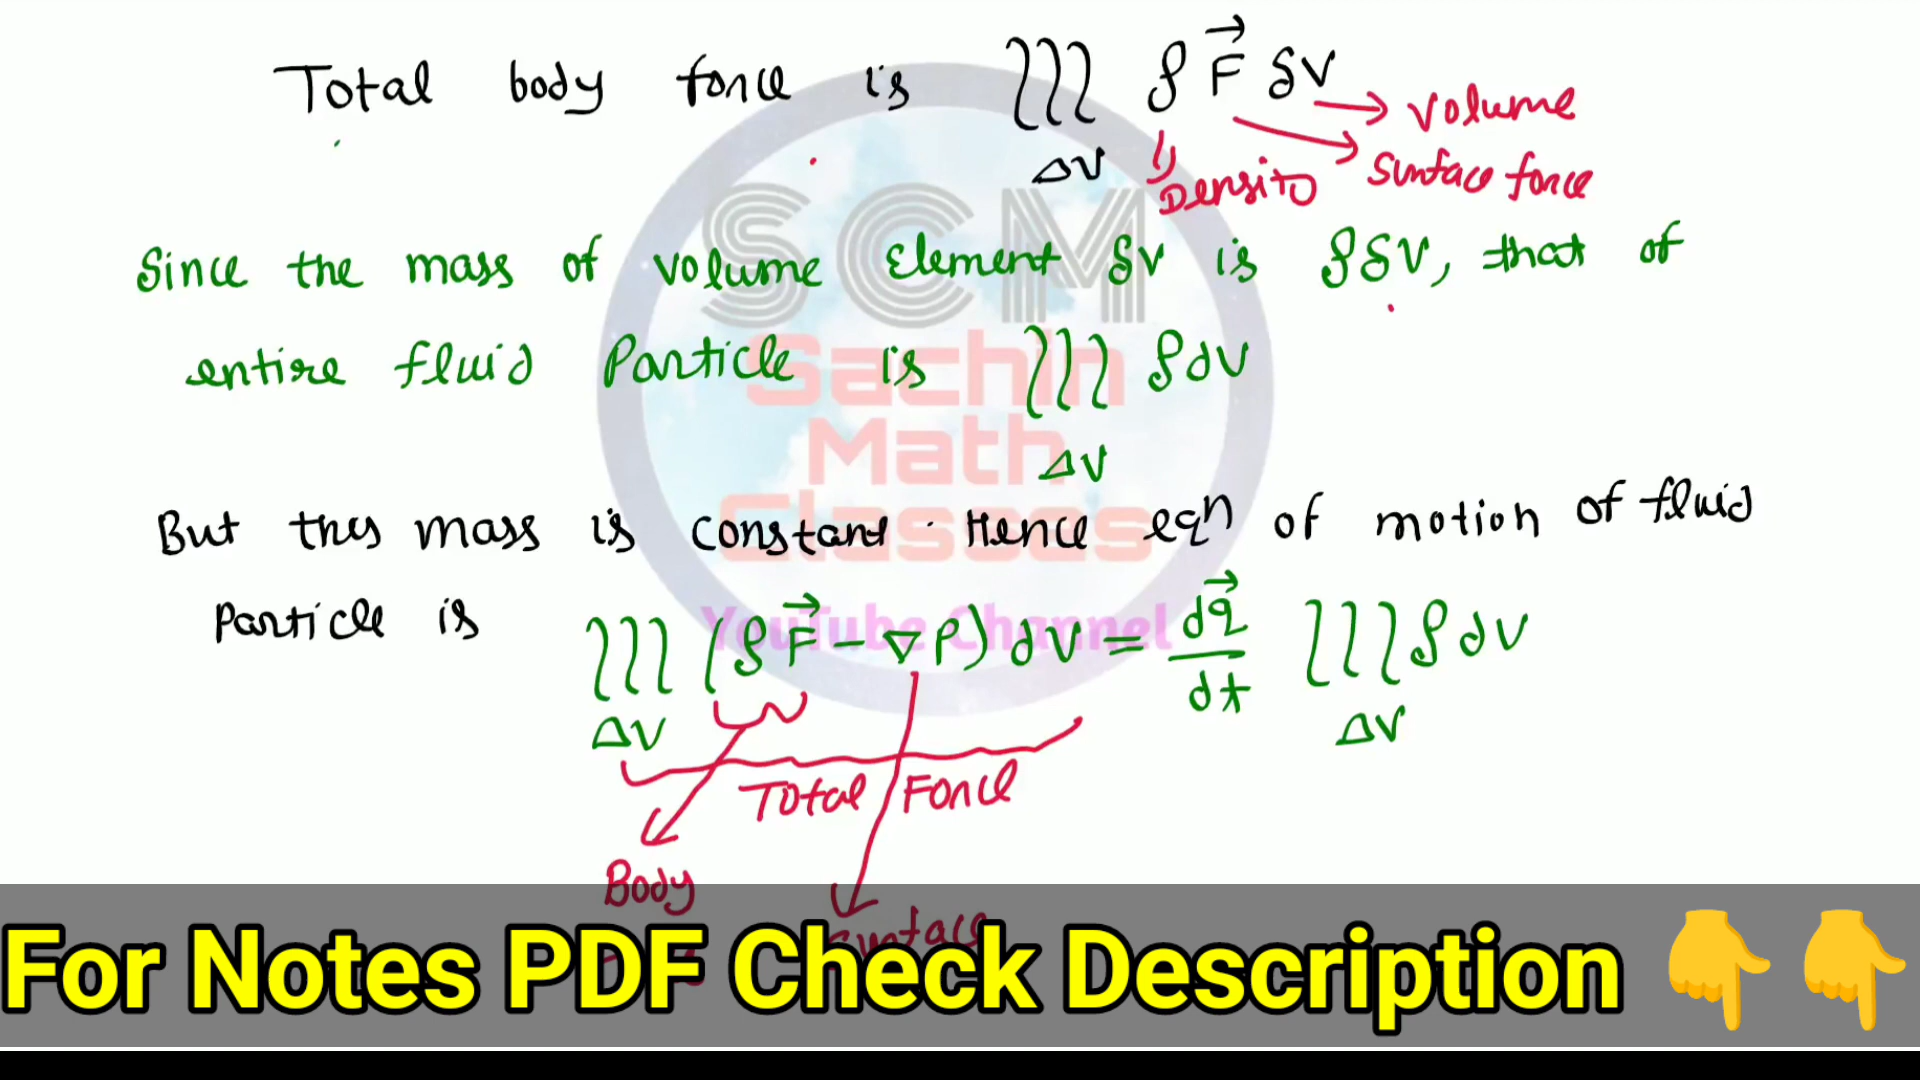 Total body force is ∭ ρ F⃗ δV
ΔV
→ volume
Density
→ Surface force
Since the mass of volume element δv is ρδV, that of
entire fluid Particle is ∭ ρdV
ΔV
But this mass is constant. Hence eqn of motion of fluid
Particle is ∭ (ρF⃗ - ∇P) dV = dq⃗/dt ∭ ρdV
ΔV ΔV
Total Force
Body
Surface
SCM
Sachin
Math
Classes
YouTube Channel
For Notes PDF Check Description 👇👇